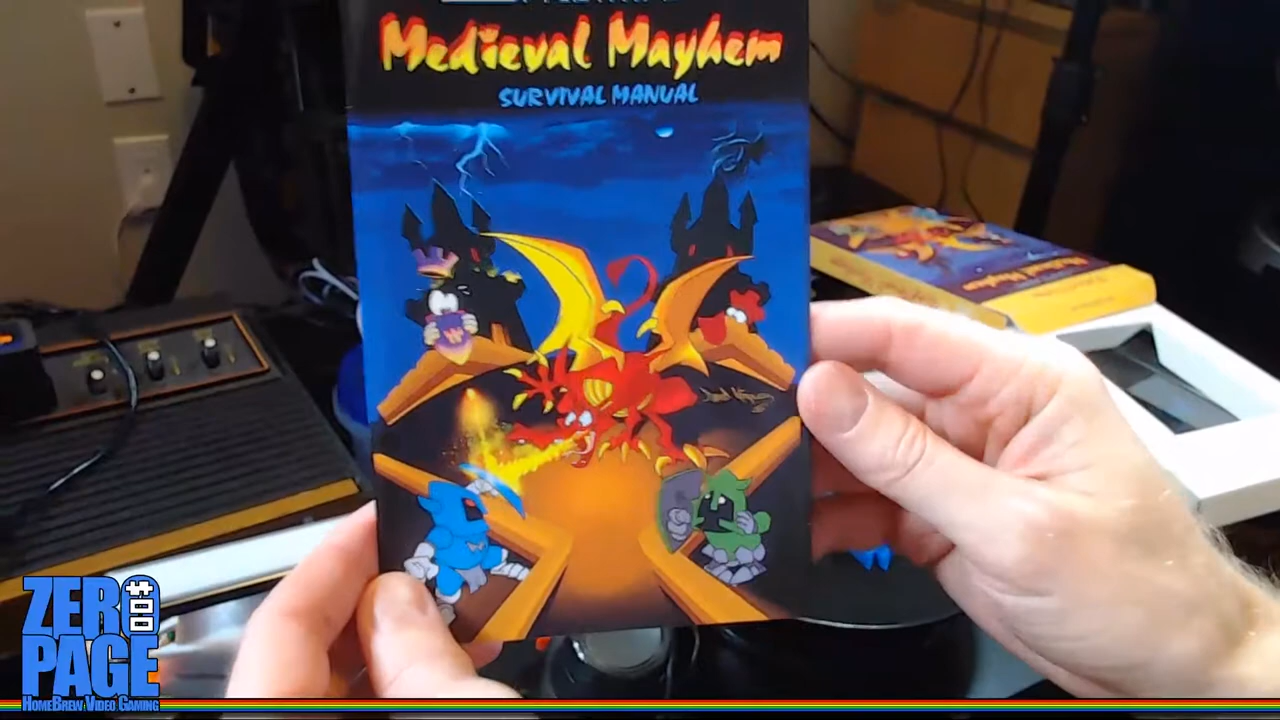 Medieval Mayhem
SURVIVAL MANUAL
Medieval Mayhem
ZERO
PAGE
HOMEBREW VIDEO GAMING